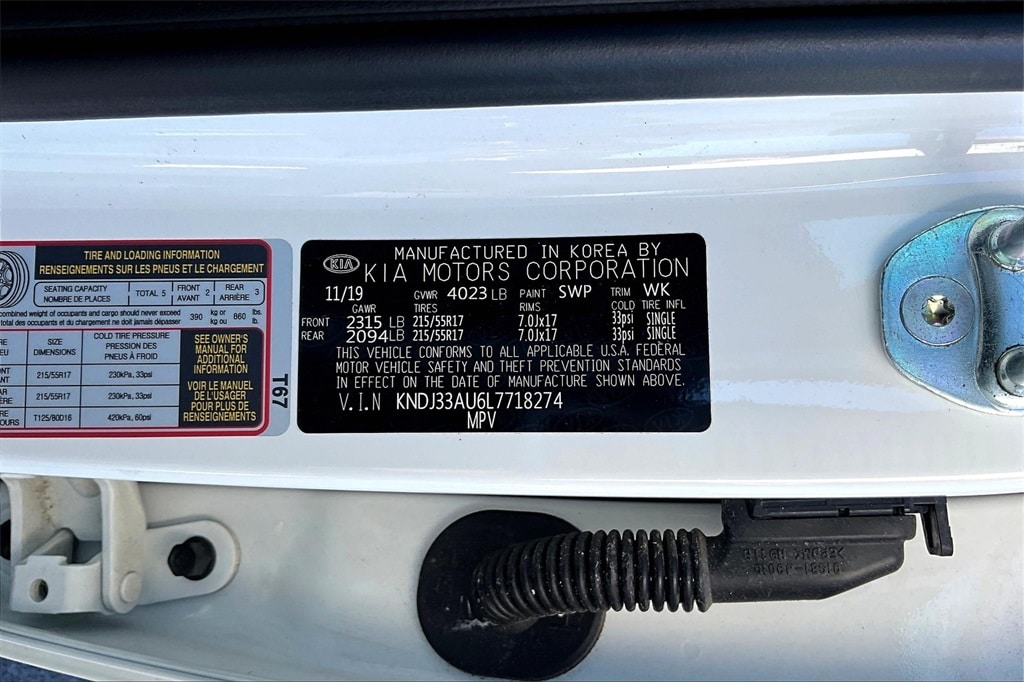 TIRE AND LOADING INFORMATION
RENSEIGNEMENTS SUR LES PNEUS ET LE CHARGEMENT
SEATING CAPACITY
NOMBRE DE PLACES
TOTAL 5
FRONT
AVANT 2
REAR
ARRIÈRE 3
combined weight of occupants and cargo should never exceed
occupants et du chargement ne doit jamais dépasser
390 kg or
kg ou 860 lbs.
lb.
SIZE
DIMENSIONS
COLD TIRE PRESSURE
PRESSION DES
PNEUS À FROID
215/55R17 230kPa, 33psi
215/55R17 230kPa, 33psi
T125/80D16 420kPa, 60psi
SEE OWNER'S
MANUAL FOR
ADDITIONAL
INFORMATION
VOIR LE MANUEL
DE L'USAGER
POUR PLUS DE
RENSEIGNEMENTS
T67
KIA
MANUFACTURED IN KOREA BY
KIA MOTORS CORPORATION
11/19 GVWR 4023 LB PAINT SWP TRIM WK
GAWR TIRES RIMS COLD TIRE INFL
FRONT 2315 LB 215/55R17 7.0Jx17 33psi SINGLE
REAR 2094 LB 215/55R17 7.0Jx17 33psi SINGLE
THIS VEHICLE CONFORMS TO ALL APPLICABLE U.S.A. FEDERAL
MOTOR VEHICLE SAFETY AND THEFT PREVENTION STANDARDS
IN EFFECT ON THE DATE OF MANUFACTURE SHOWN ABOVE.
V.I.N KNDJ33AU6L7718274
MPV